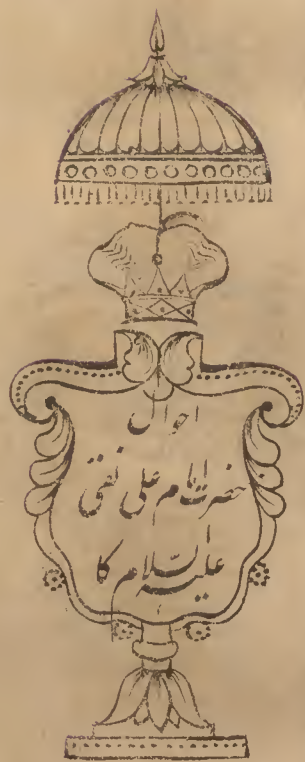 احوال
حضرت امام علی نقی
علیہ السلام کا